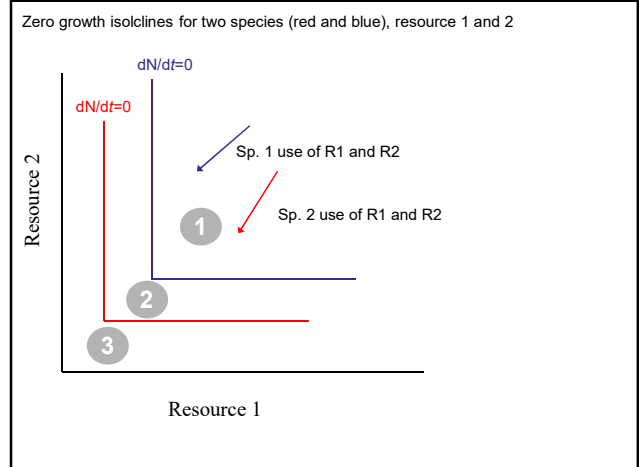 Zero growth isolclines for two species (red and blue), resource 1 and 2
dN/dt=0
dN/dt=0
Sp. 1 use of R1 and R2
Sp. 2 use of R1 and R2
1
2
3
Resource 2
Resource 1